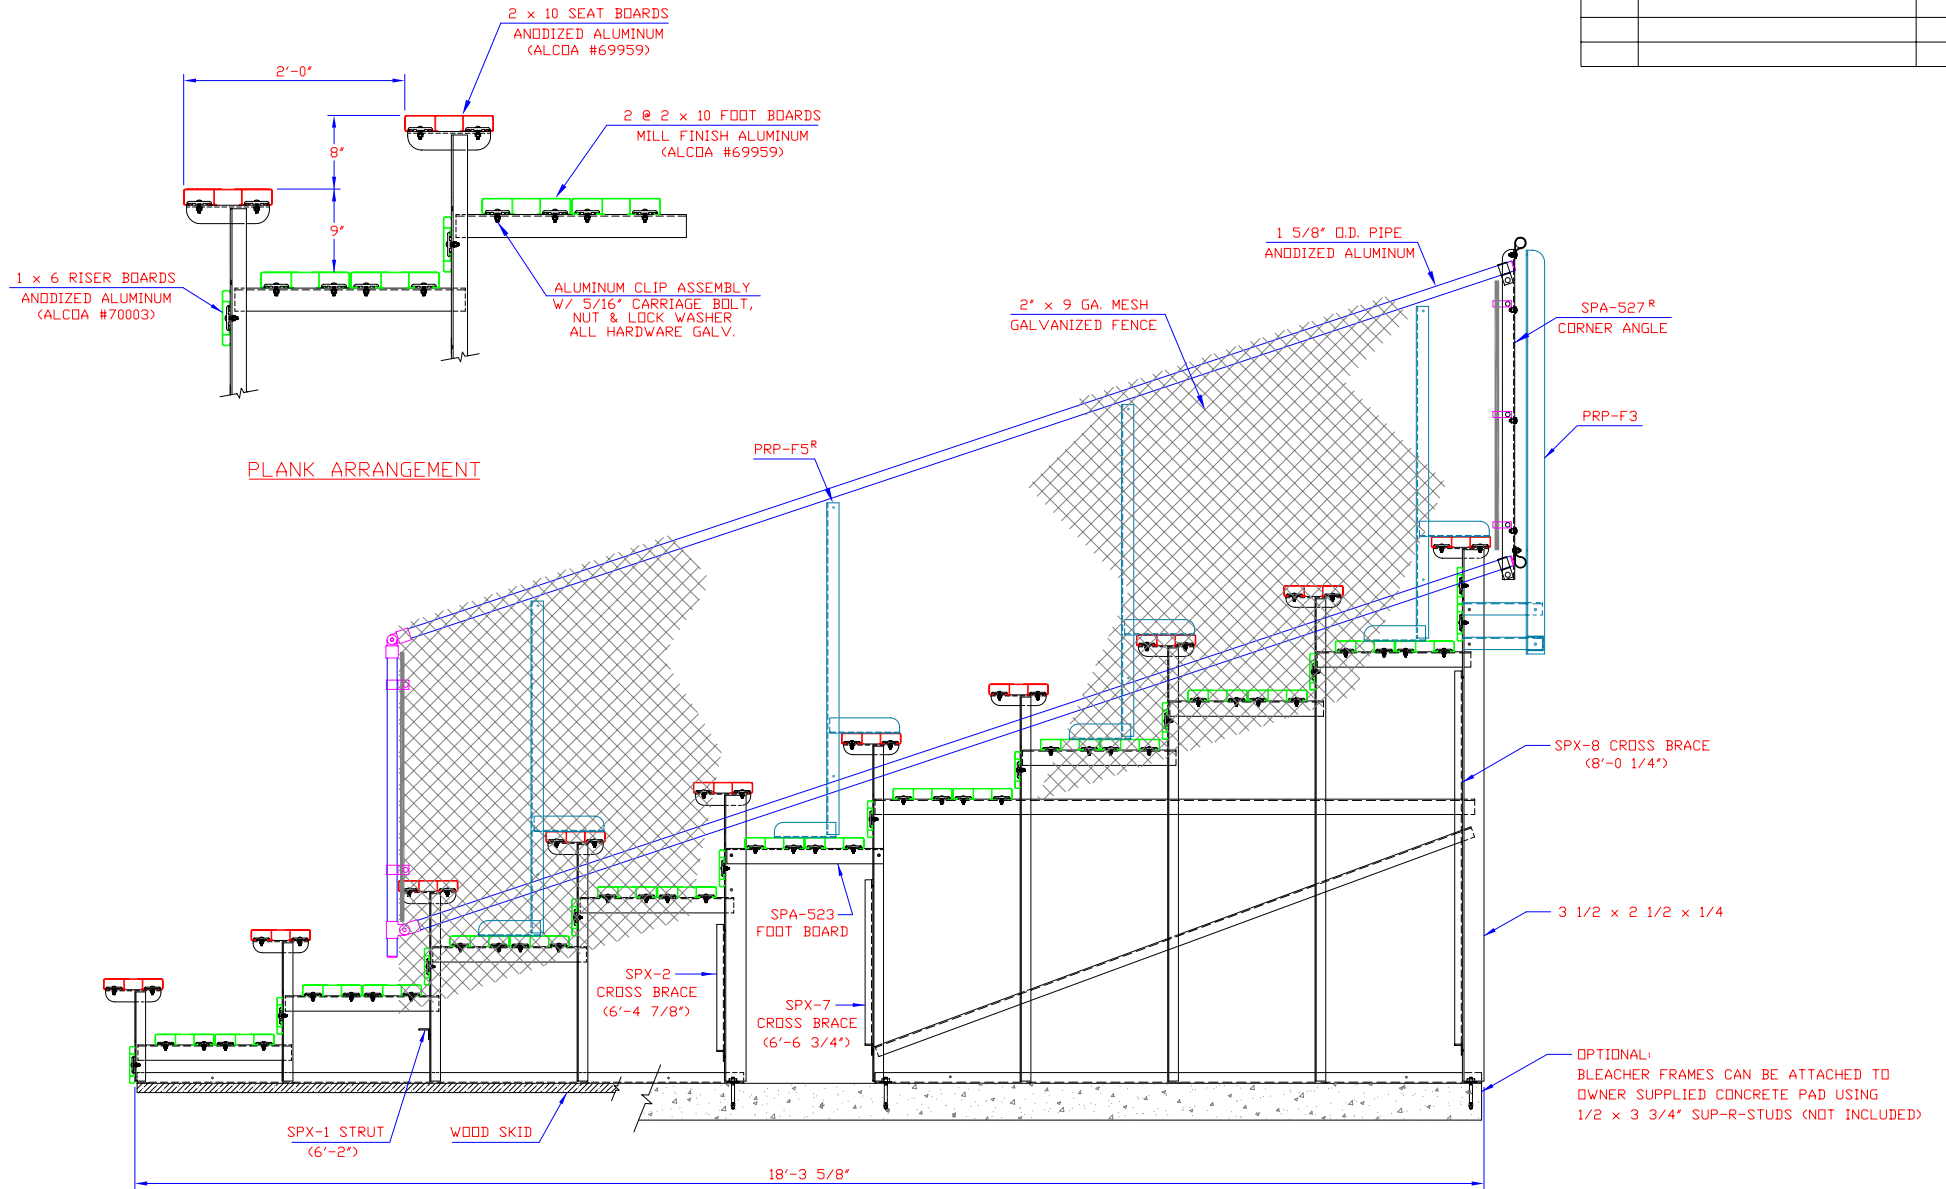 2 x 10 SEAT BOARDS
ANODIZED ALUMINUM
(ALCOA #69959)
2'-0"
2 @ 2 x 10 FOOT BOARDS
MILL FINISH ALUMINUM
(ALCOA #69959)
8"
9"
1 x 6 RISER BOARDS
ANODIZED ALUMINUM
(ALCOA #70003)
ALUMINUM CLIP ASSEMBLY
W/ 5/16" CARRIAGE BOLT,
NUT & LOCK WASHER
ALL HARDWARE GALV.
PLANK ARRANGEMENT
1 5/8" O.D. PIPE
ANODIZED ALUMINUM
2" x 9 GA. MESH
GALVANIZED FENCE
SPA-527 R
CORNER ANGLE
PRP-F3
PRP-F5R
SPX-8 CROSS BRACE
(8'-0 1/4")
3 1/2 x 2 1/2 x 1/4
SPA-523
FOOT BOARD
SPX-2
CROSS BRACE
(6'-4 7/8")
SPX-7
CROSS BRACE
(6'-6 3/4")
OPTIONAL:
BLEACHER FRAMES CAN BE ATTACHED TO
OWNER SUPPLIED CONCRETE PAD USING
1/2 x 3 3/4" SUP-R-STUDS (NOT INCLUDED)
SPX-1 STRUT
(6'-2")
WOOD SKID
18'-3 5/8"